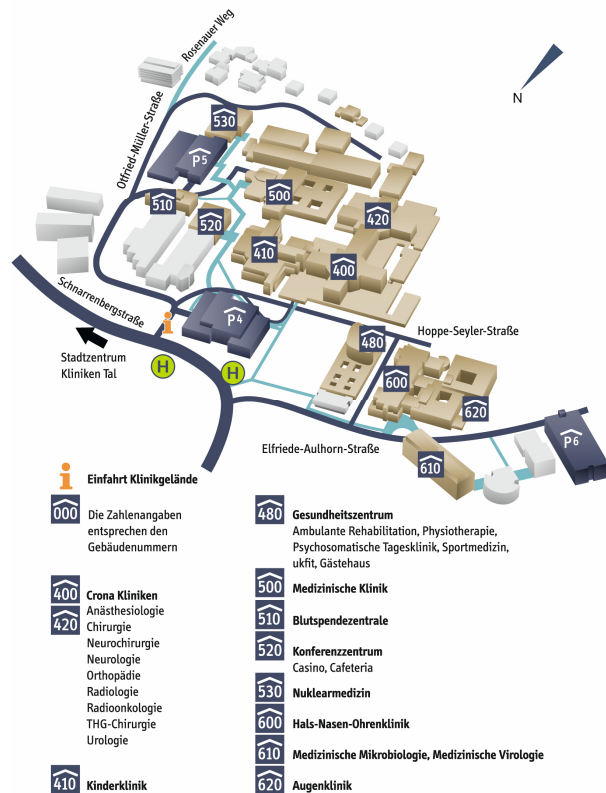 Rosenauer Weg
Otfried-Müller-Straße
530
P5
500
510
520
420
410
400
Schnarrenbergstraße
P4
Hoppe-Seyler-Straße
480
Stadtzentrum
Kliniken Tal
H
H
600
620
P6
Elfriede-Aulhorn-Straße
610
N
i
i Einfahrt Klinikgelände
000 Die Zahlenangaben
entsprechen den
Gebäudenummern
400 Crona Kliniken
420 Anästhesiologie
Chirurgie
Neurochirurgie
Neurologie
Orthopädie
Radiologie
Radioonkologie
THG-Chirurgie
Urologie
410 Kinderklinik
480 Gesundheitszentrum
Ambulante Rehabilitation, Physiotherapie,
Psychosomatische Tagesklinik, Sportmedizin,
ukfit, Gästehaus
500 Medizinische Klinik
510 Blutspendezentrale
520 Konferenzzentrum
Casino, Cafeteria
530 Nuklearmedizin
600 Hals-Nasen-Ohrenklinik
610 Medizinische Mikrobiologie, Medizinische Virologie
620 Augenklinik